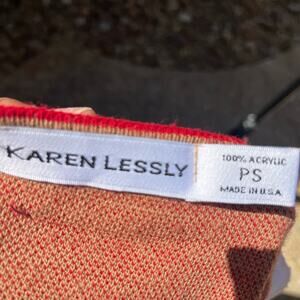 KAREN LESSLY
100% ACRYLIC
PS
MADE IN U.S.A.